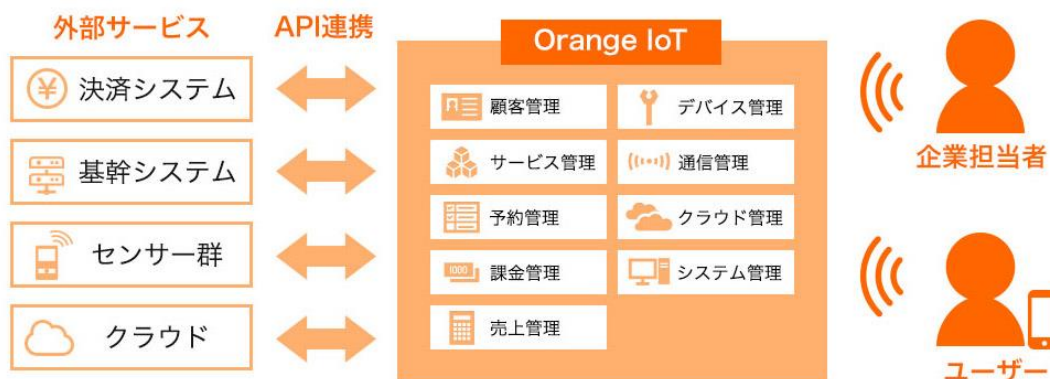 外部サービス
API連携
決済システム
基幹システム
センサー群
クラウド
Orange IoT
顧客管理
デバイス管理
サービス管理
通信管理
予約管理
クラウド管理
1000
課金管理
システム管理
売上管理
企業担当者
ユーザー